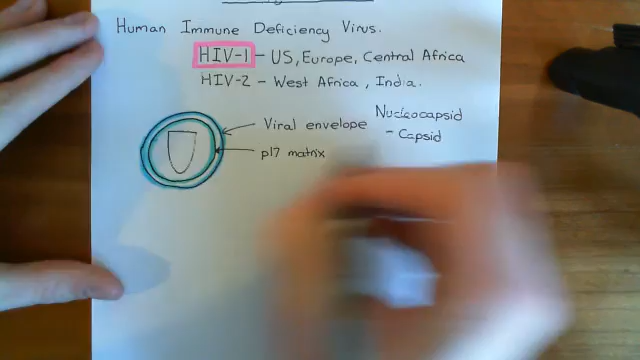 Human Immune Deficiency Virus.
HIV-1 - US, Europe, Central Africa
HIV-2 - West Africa, India.
Viral envelope
p17 matrix
Nucleocapsid
- Capsid